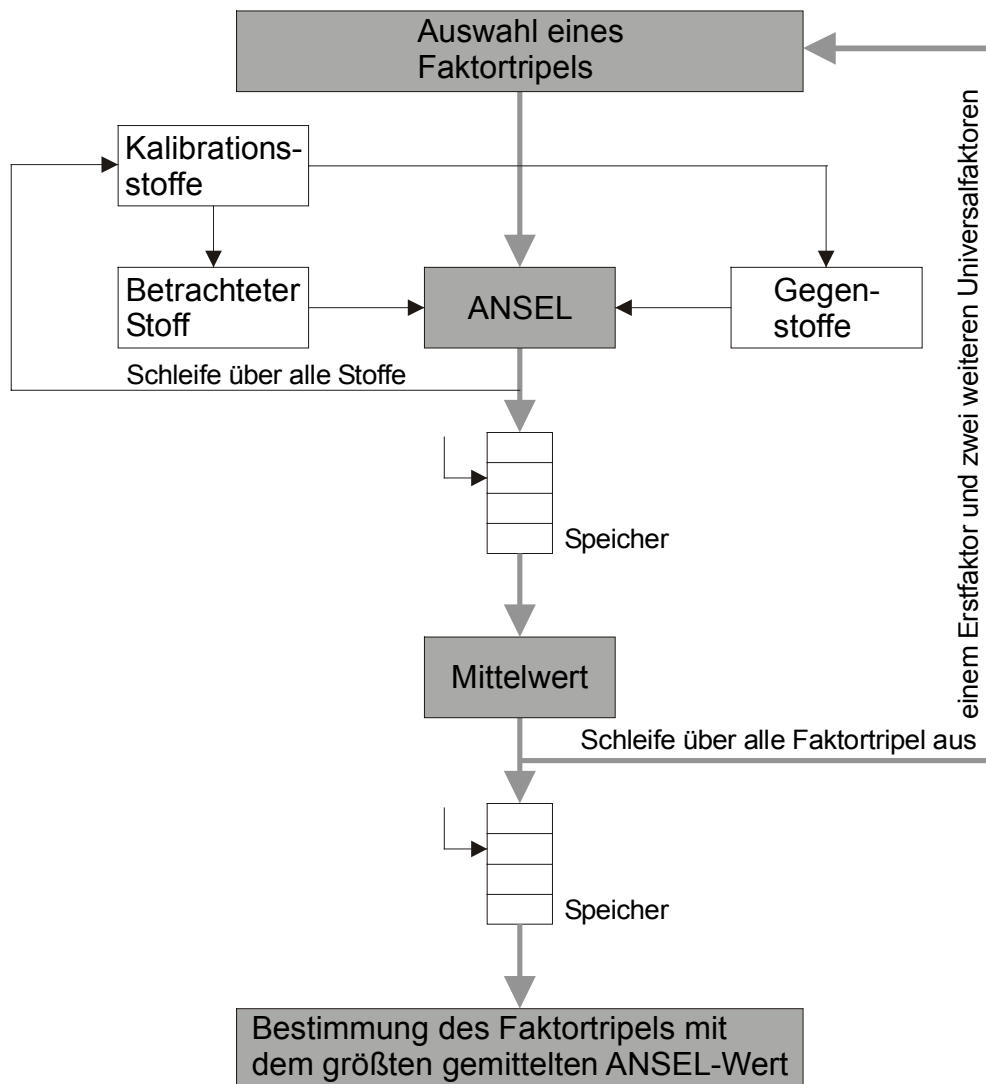 Auswahl eines
Faktortripels
Kalibrations-
stoffe
Betrachteter
Stoff
ANSEL
Gegen-
stoffe
Schleife über alle Stoffe
Speicher
Mittelwert
Schleife über alle Faktortripel aus
einem Erstfaktor und zwei weiteren Universalfaktoren
Speicher
Bestimmung des Faktortripels mit
dem größten gemittelten ANSEL-Wert